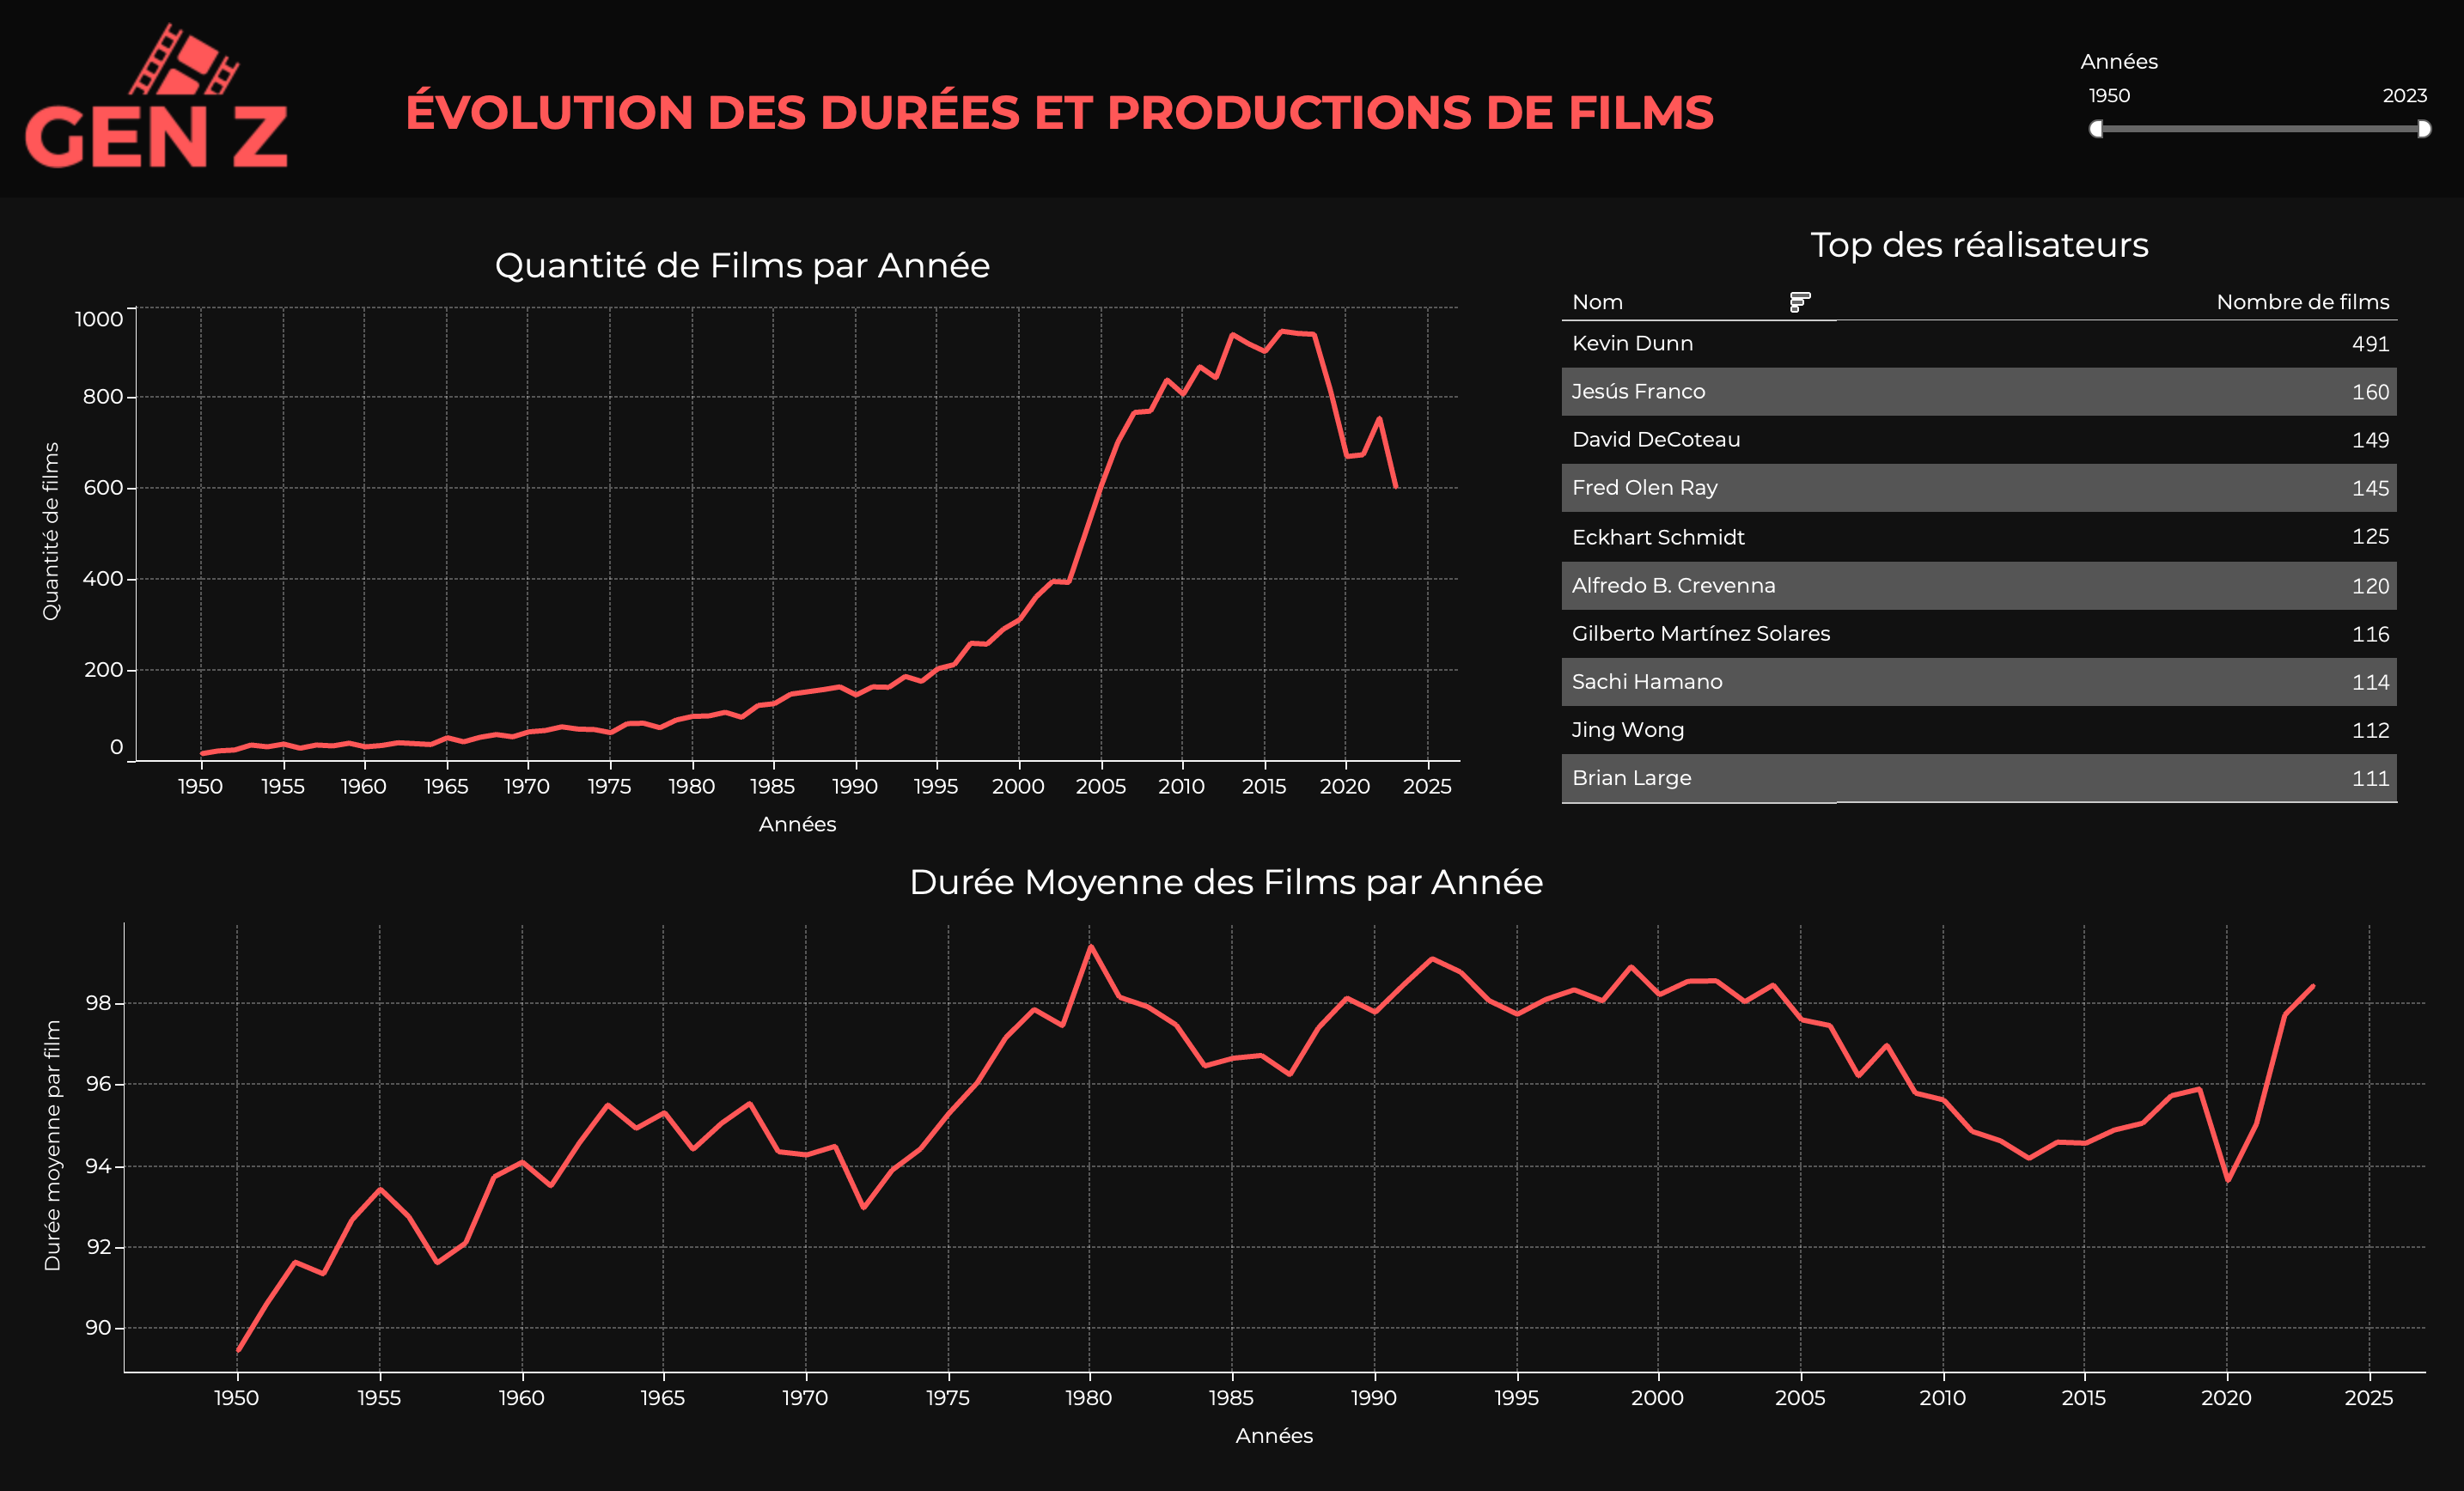 GEN Z
ÉVOLUTION DES DURÉES ET PRODUCTIONS DE FILMS
Années
1950 2023
Quantité de Films par Année
Quantité de films
1000
800
600
400
200
0
1950 1955 1960 1965 1970 1975 1980 1985 1990 1995 2000 2005 2010 2015 2020 2025
Années
Top des réalisateurs
Nom Nombre de films
Kevin Dunn 491
Jesús Franco 160
David DeCoteau 149
Fred Olen Ray 145
Eckhart Schmidt 125
Alfredo B. Crevenna 120
Gilberto Martínez Solares 116
Sachi Hamano 114
Jing Wong 112
Brian Large 111
Durée Moyenne des Films par Année
Durée moyenne par film
98
96
94
92
90
1950 1955 1960 1965 1970 1975 1980 1985 1990 1995 2000 2005 2010 2015 2020 2025
Années